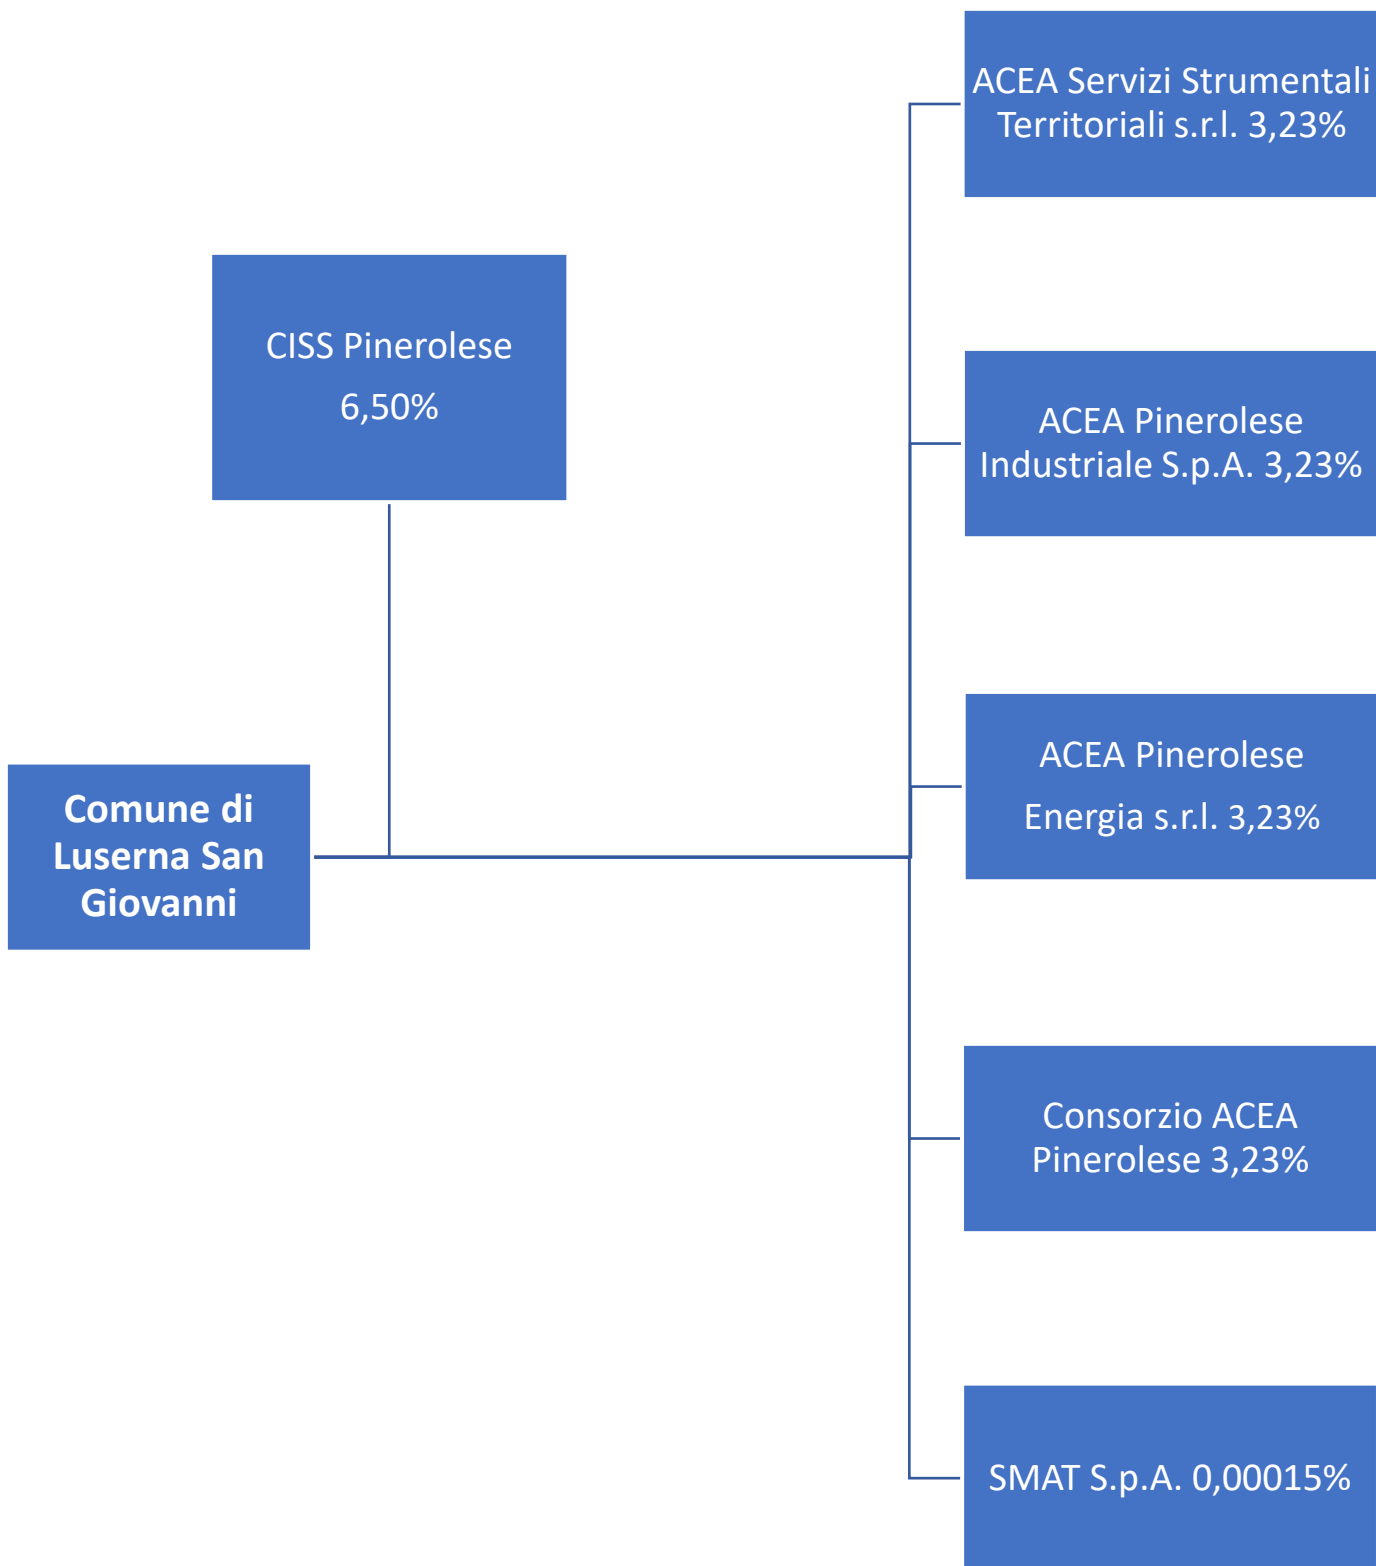 ACEA Servizi Strumentali
Territoriali s.r.l. 3,23%
CISS Pinerolese
6,50%
ACEA Pinerolese
Industriale S.p.A. 3,23%
ACEA Pinerolese
Energia s.r.l. 3,23%
Comune di
Luserna San
Giovanni
Consorzio ACEA
Pinerolese 3,23%
SMAT S.p.A. 0,00015%